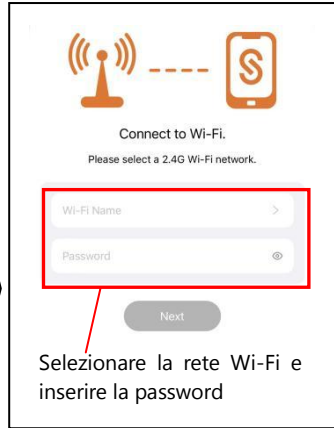 Connect to Wi-Fi.
Please select a 2.4G Wi-Fi network.
Wi-Fi Name
Password
Next
Selezionare la rete Wi-Fi e
inserire la password